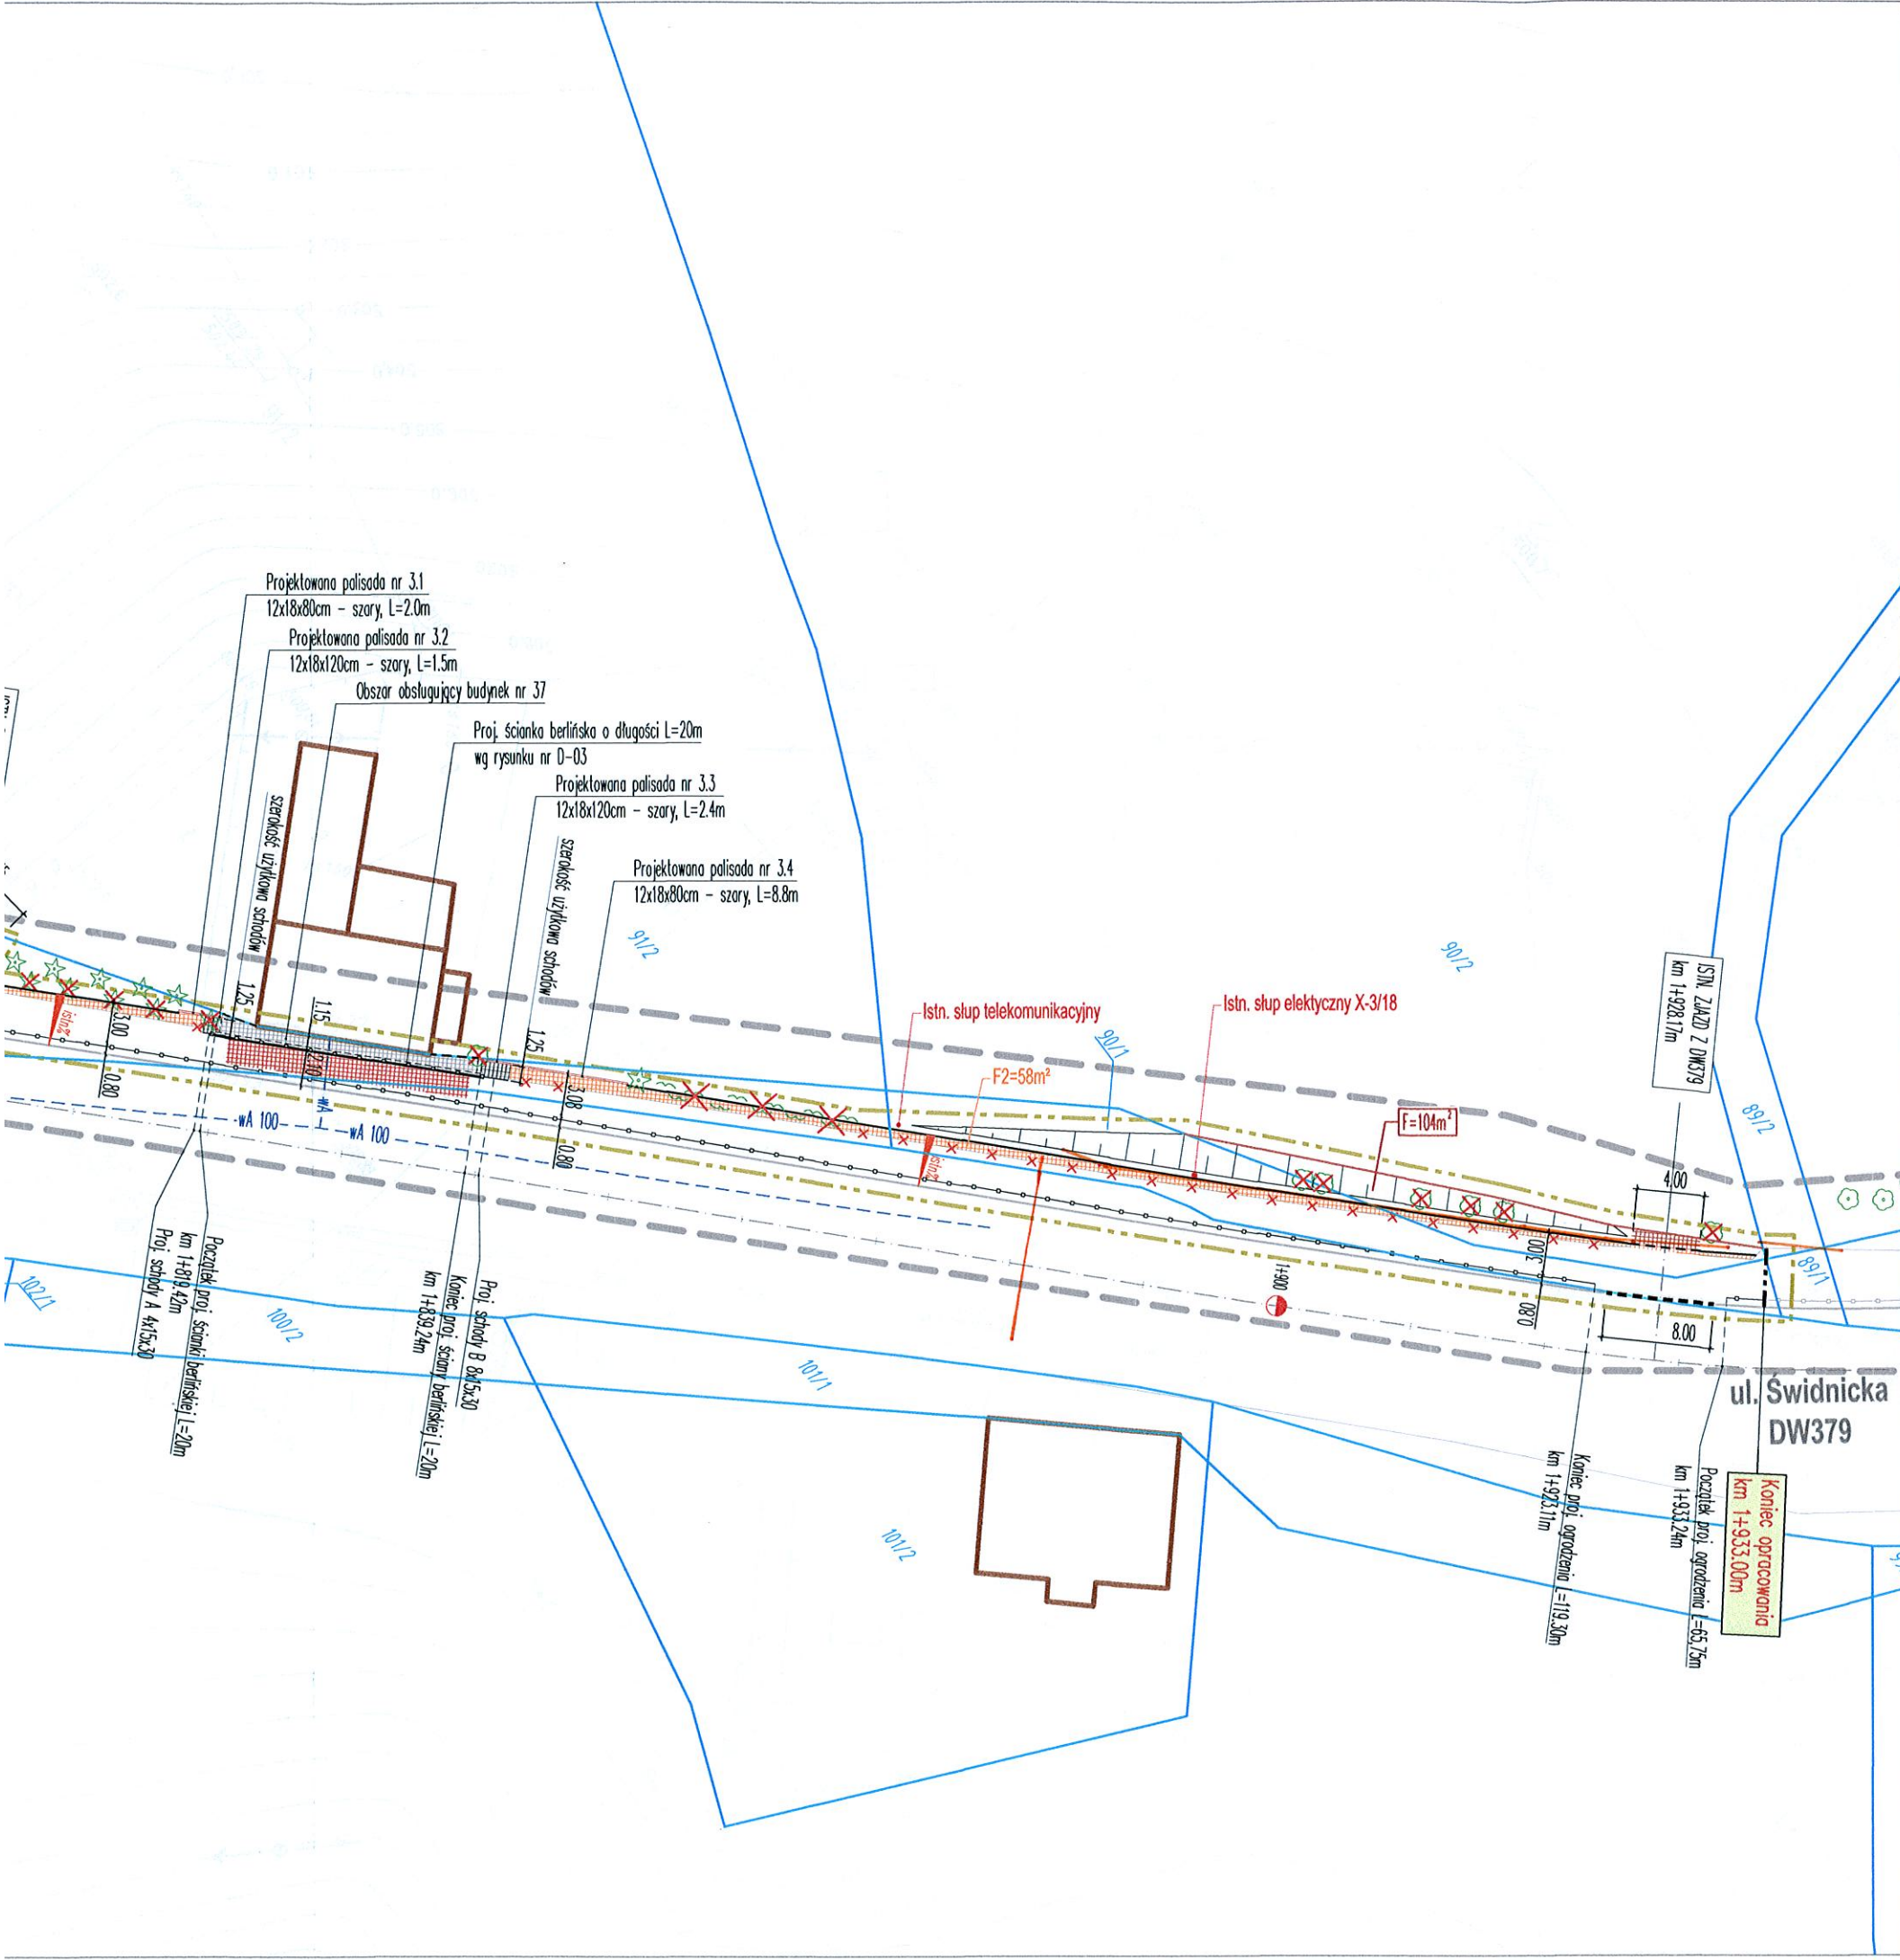 Projektowana palisada nr 3.1
12x18x80cm – szary, L=2.0m
Projektowana palisada nr 3.2
12x18x120cm – szary, L=1.5m
Obszar obsługujący budynek nr 37
Proj. ścianka berlińska o długości L=20m
wg rysunku nr D-03
Projektowana palisada nr 3.3
12x18x120cm – szary, L=2.4m
Projektowana palisada nr 3.4
12x18x80cm – szary, L=8.8m
szerokość użytkowa schodów
1.25
szerokość użytkowa schodów
1.25
91/2
90/2
90/1
ISTN. ZJAZD Z DW379
km 1+928.17m
Istn. słup telekomunikacyjny
Istn. słup elektyczny X-3/18
F2=58m²
F=104m²
89/2
89/1
4.00
1.15
2.10
3.00
0.80
3.08
0.80
wA 100
wA
wA 100
3.00
0.80
8.00
1+900
Początek proj. ścianki berlińskiej L=20m
km 1+819.42m
Proj. schody A 4x15x30
Proj. schody B 8x15x30
Koniec proj. ściany berlińskiej L=20m
km 1+839.24m
102/1
100/2
101/1
101/2
ul. Świdnicka
DW379
Koniec proj. ogrodzenia L=119.30m
km 1+923.11m
Początek proj. ogrodzenia L=65,75m
km 1+933.24m
Koniec opracowania
km 1+933.00m